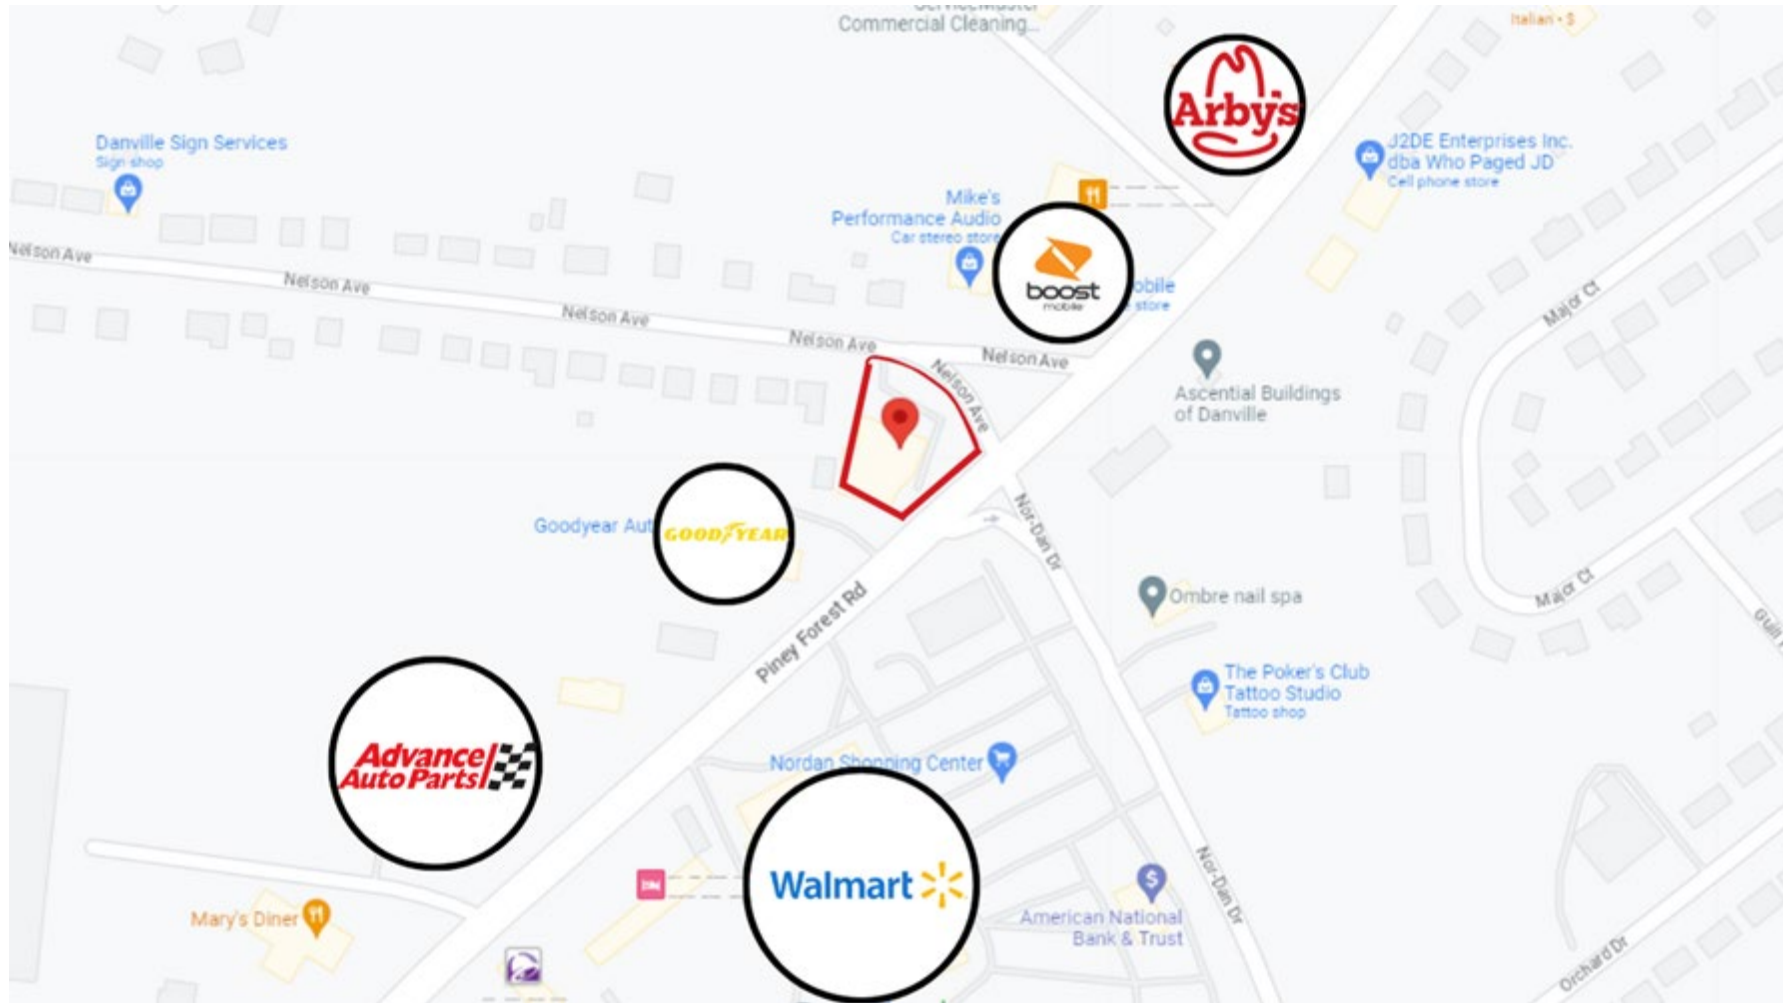 ServiceMaster
Commercial Cleaning...
Italian • $
Arby's
Danville Sign Services
Sign shop
J2DE Enterprises Inc.
dba Who Paged JD
Cell phone store
Mike's
Performance Audio
Car stereo store
boost
mobile
obile
store
Nelson Ave
Nelson Ave
Nelson Ave
Nelson Ave
Nelson Ave
Nelson Ave
Major Ct
Ascential Buildings
of Danville
Goodyear Aut
GOODYEAR
Nor-Dan Dr
Piney Forest Rd
Ombre nail spa
Major Ct
The Poker's Club
Tattoo Studio
Tattoo shop
Advance
Auto Parts
Nordan Shopping Center
Walmart
Mary's Diner
American National
Bank & Trust
Nor-Dan Dr
Orchard Dr